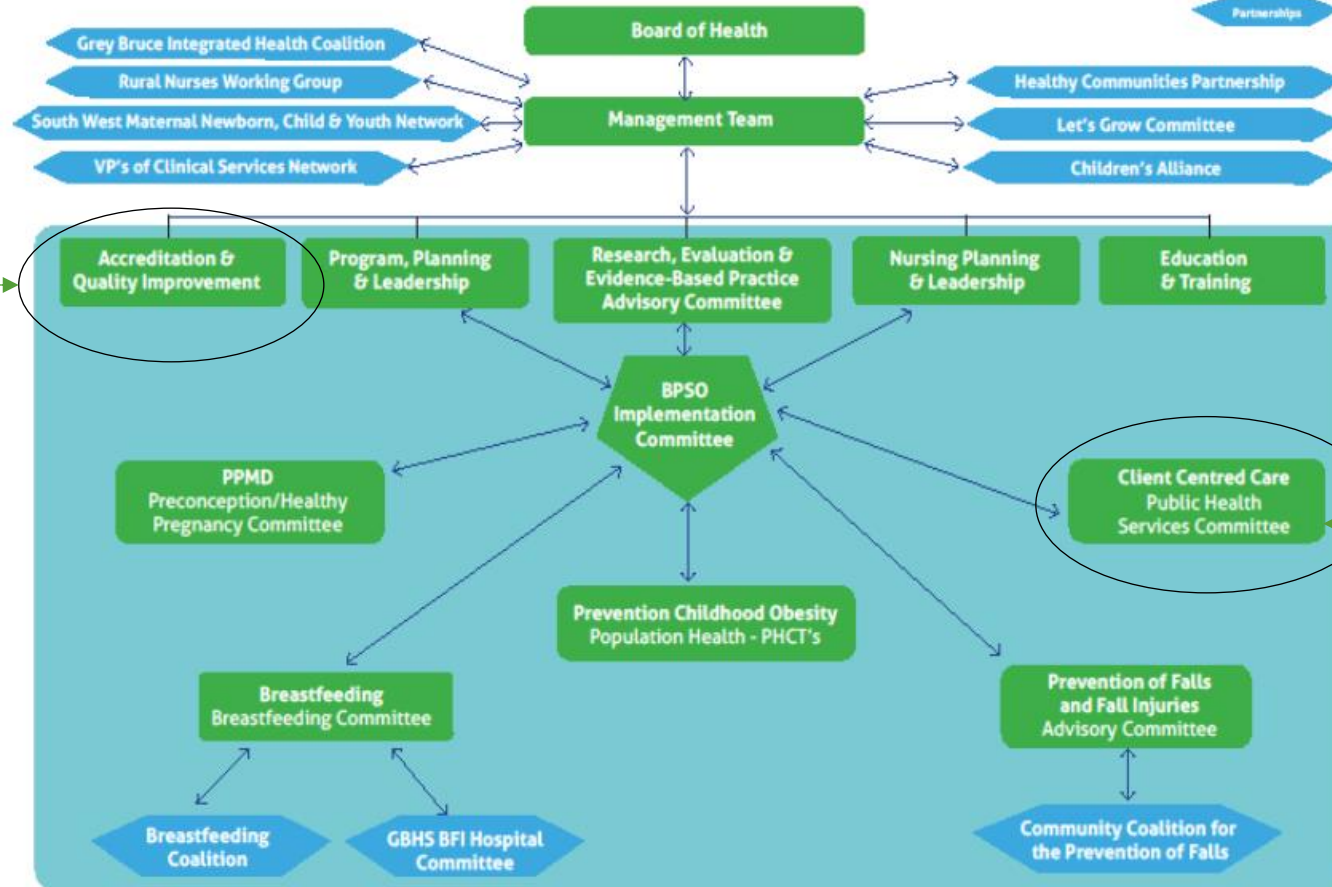 Partnerships
Board of Health
Grey Bruce Integrated Health Coalition
Rural Nurses Working Group
South West Maternal Newborn, Child & Youth Network
VP's of Clinical Services Network
Management Team
Healthy Communities Partnership
Let's Grow Committee
Children's Alliance
Accreditation &
Quality Improvement
Program, Planning
& Leadership
Research, Evaluation &
Evidence-Based Practice
Advisory Committee
Nursing Planning
& Leadership
Education
& Training
BPSO
Implementation
Committee
PPMD
Preconception/Healthy
Pregnancy Committee
Client Centred Care
Public Health
Services Committee
Prevention Childhood Obesity
Population Health - PHCT's
Breastfeeding
Breastfeeding Committee
Prevention of Falls
and Fall Injuries
Advisory Committee
Breastfeeding
Coalition
GBHS BFI Hospital
Committee
Community Coalition for
the Prevention of Falls